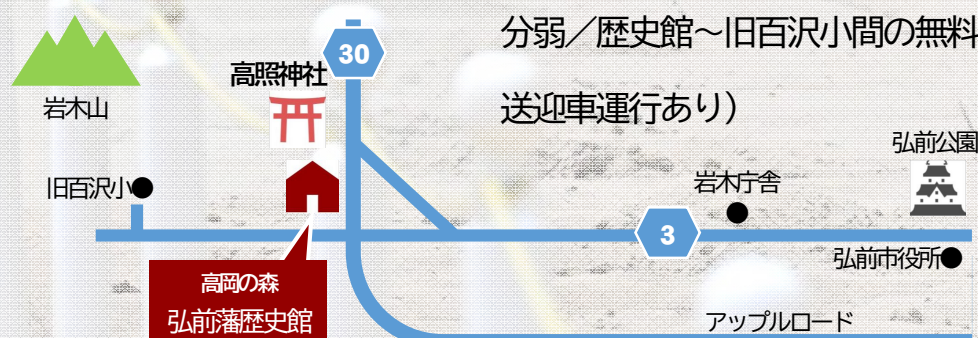 分弱／歴史館～旧百沢小間の無料
送迎車運行あり）
30
高照神社
岩木山
弘前公園
旧百沢小●
岩木庁舎
3
弘前市役所●
高岡の森
弘前藩歴史館
アップルロード